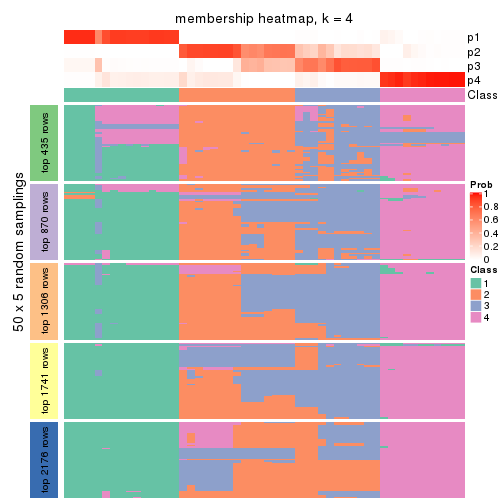 membership heatmap, k = 4
p1
p2
p3
p4
Class
50 x 5 random samplings
top 435 rows
top 870 rows
top 1306 rows
top 1741 rows
top 2176 rows
Prob
1
0.8
0.6
0.4
0.2
0
Class
1
2
3
4